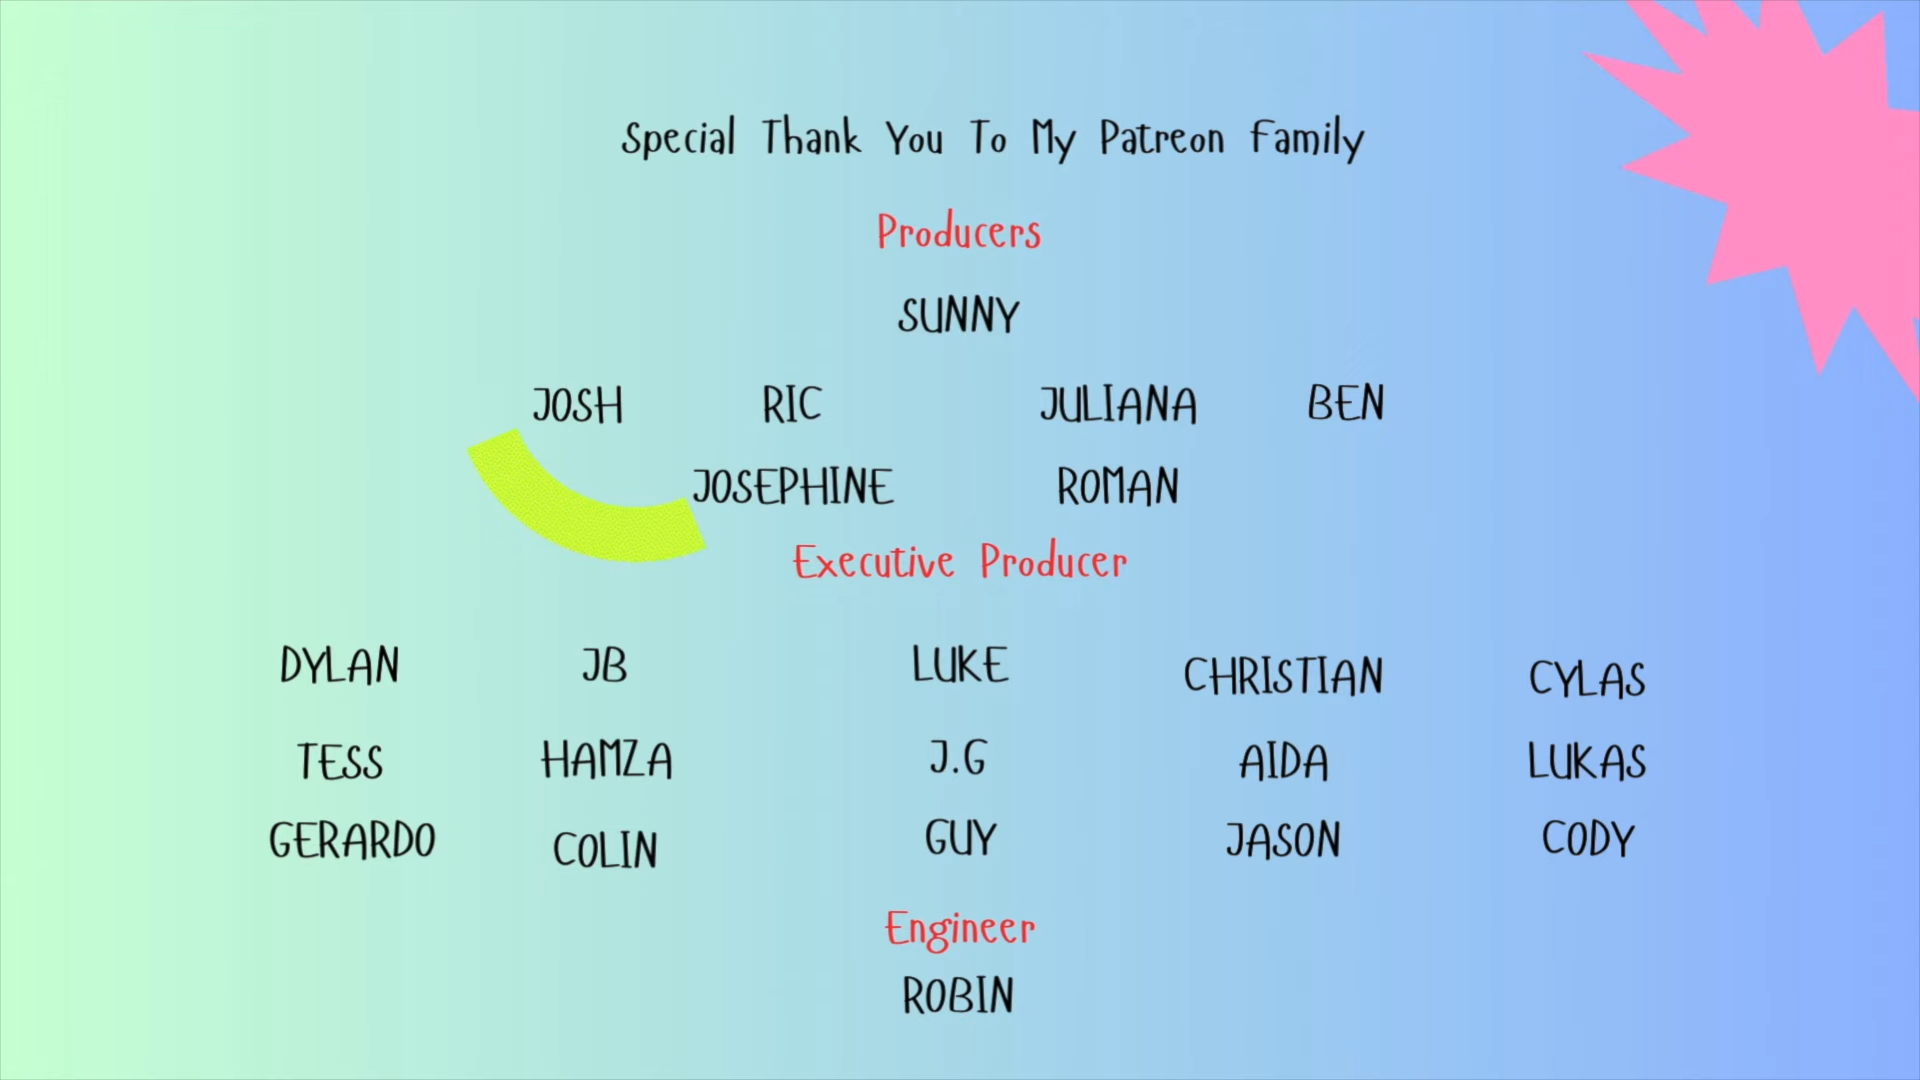 Special Thank You To My Patreon Family
Producers
SUNNY
JOSH RIC JULIANA BEN
JOSEPHINE ROMAN
Executive Producer
DYLAN JB LUKE CHRISTIAN CYLAS
TESS HAMZA J.G AIDA LUKAS
GERARDO COLIN GUY JASON CODY
Engineer
ROBIN